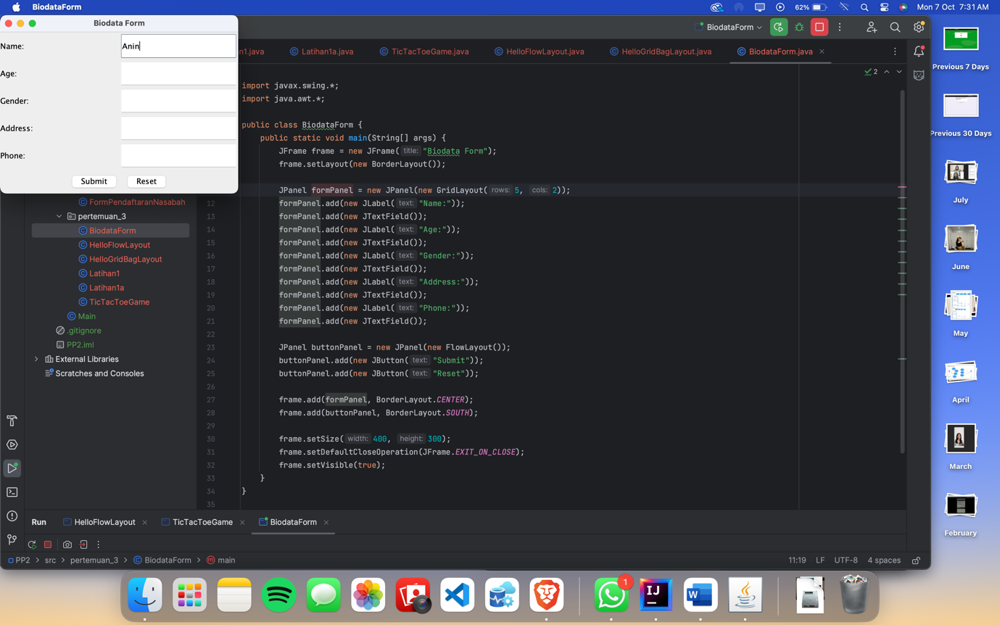 BiodataForm
62%
Mon 7 Oct 7:31 AM
Biodata Form
Name:
Anin
Age:
Gender:
Address:
Phone:
Submit
Reset
BiodataForm
n1.java
Latihan1a.java
TicTacToeGame.java
HelloFlowLayout.java
HelloGridBagLayout.java
BiodataForm.java
2
import javax.swing.*;
import java.awt.*;
public class BiodataForm {
public static void main(String[] args) {
JFrame frame = new JFrame( title: "Biodata Form");
frame.setLayout(new BorderLayout());
JPanel formPanel = new JPanel(new GridLayout( rows: 5, cols: 2));
12 formPanel.add(new JLabel( text: "Name:"));
13 formPanel.add(new JTextField());
14 formPanel.add(new JLabel( text: "Age:"));
15 formPanel.add(new JTextField());
16 formPanel.add(new JLabel( text: "Gender:"));
17 formPanel.add(new JTextField());
18 formPanel.add(new JLabel( text: "Address:"));
19 formPanel.add(new JTextField());
20 formPanel.add(new JLabel( text: "Phone:"));
21 formPanel.add(new JTextField());
22
23 JPanel buttonPanel = new JPanel(new FlowLayout());
24 buttonPanel.add(new JButton( text: "Submit"));
25 buttonPanel.add(new JButton( text: "Reset"));
26
27 frame.add(formPanel, BorderLayout.CENTER);
28 frame.add(buttonPanel, BorderLayout.SOUTH);
29
30 frame.setSize( width: 400, height: 300);
31 frame.setDefaultCloseOperation(JFrame.EXIT_ON_CLOSE);
32 frame.setVisible(true);
33 }
34 }
35
FormPendaftaranNasabah
pertemuan_3
BiodataForm
HelloFlowLayout
HelloGridBagLayout
Latihan1
Latihan1a
TicTacToeGame
Main
.gitignore
PP2.iml
External Libraries
Scratches and Consoles
Run
HelloFlowLayout
TicTacToeGame
BiodataForm
PP2 > src > pertemuan_3 > BiodataForm > main
11:19 LF UTF-8 4 spaces
Previous 7 Days
Previous 30 Days
July
June
May
April
March
February
1
IJ
W